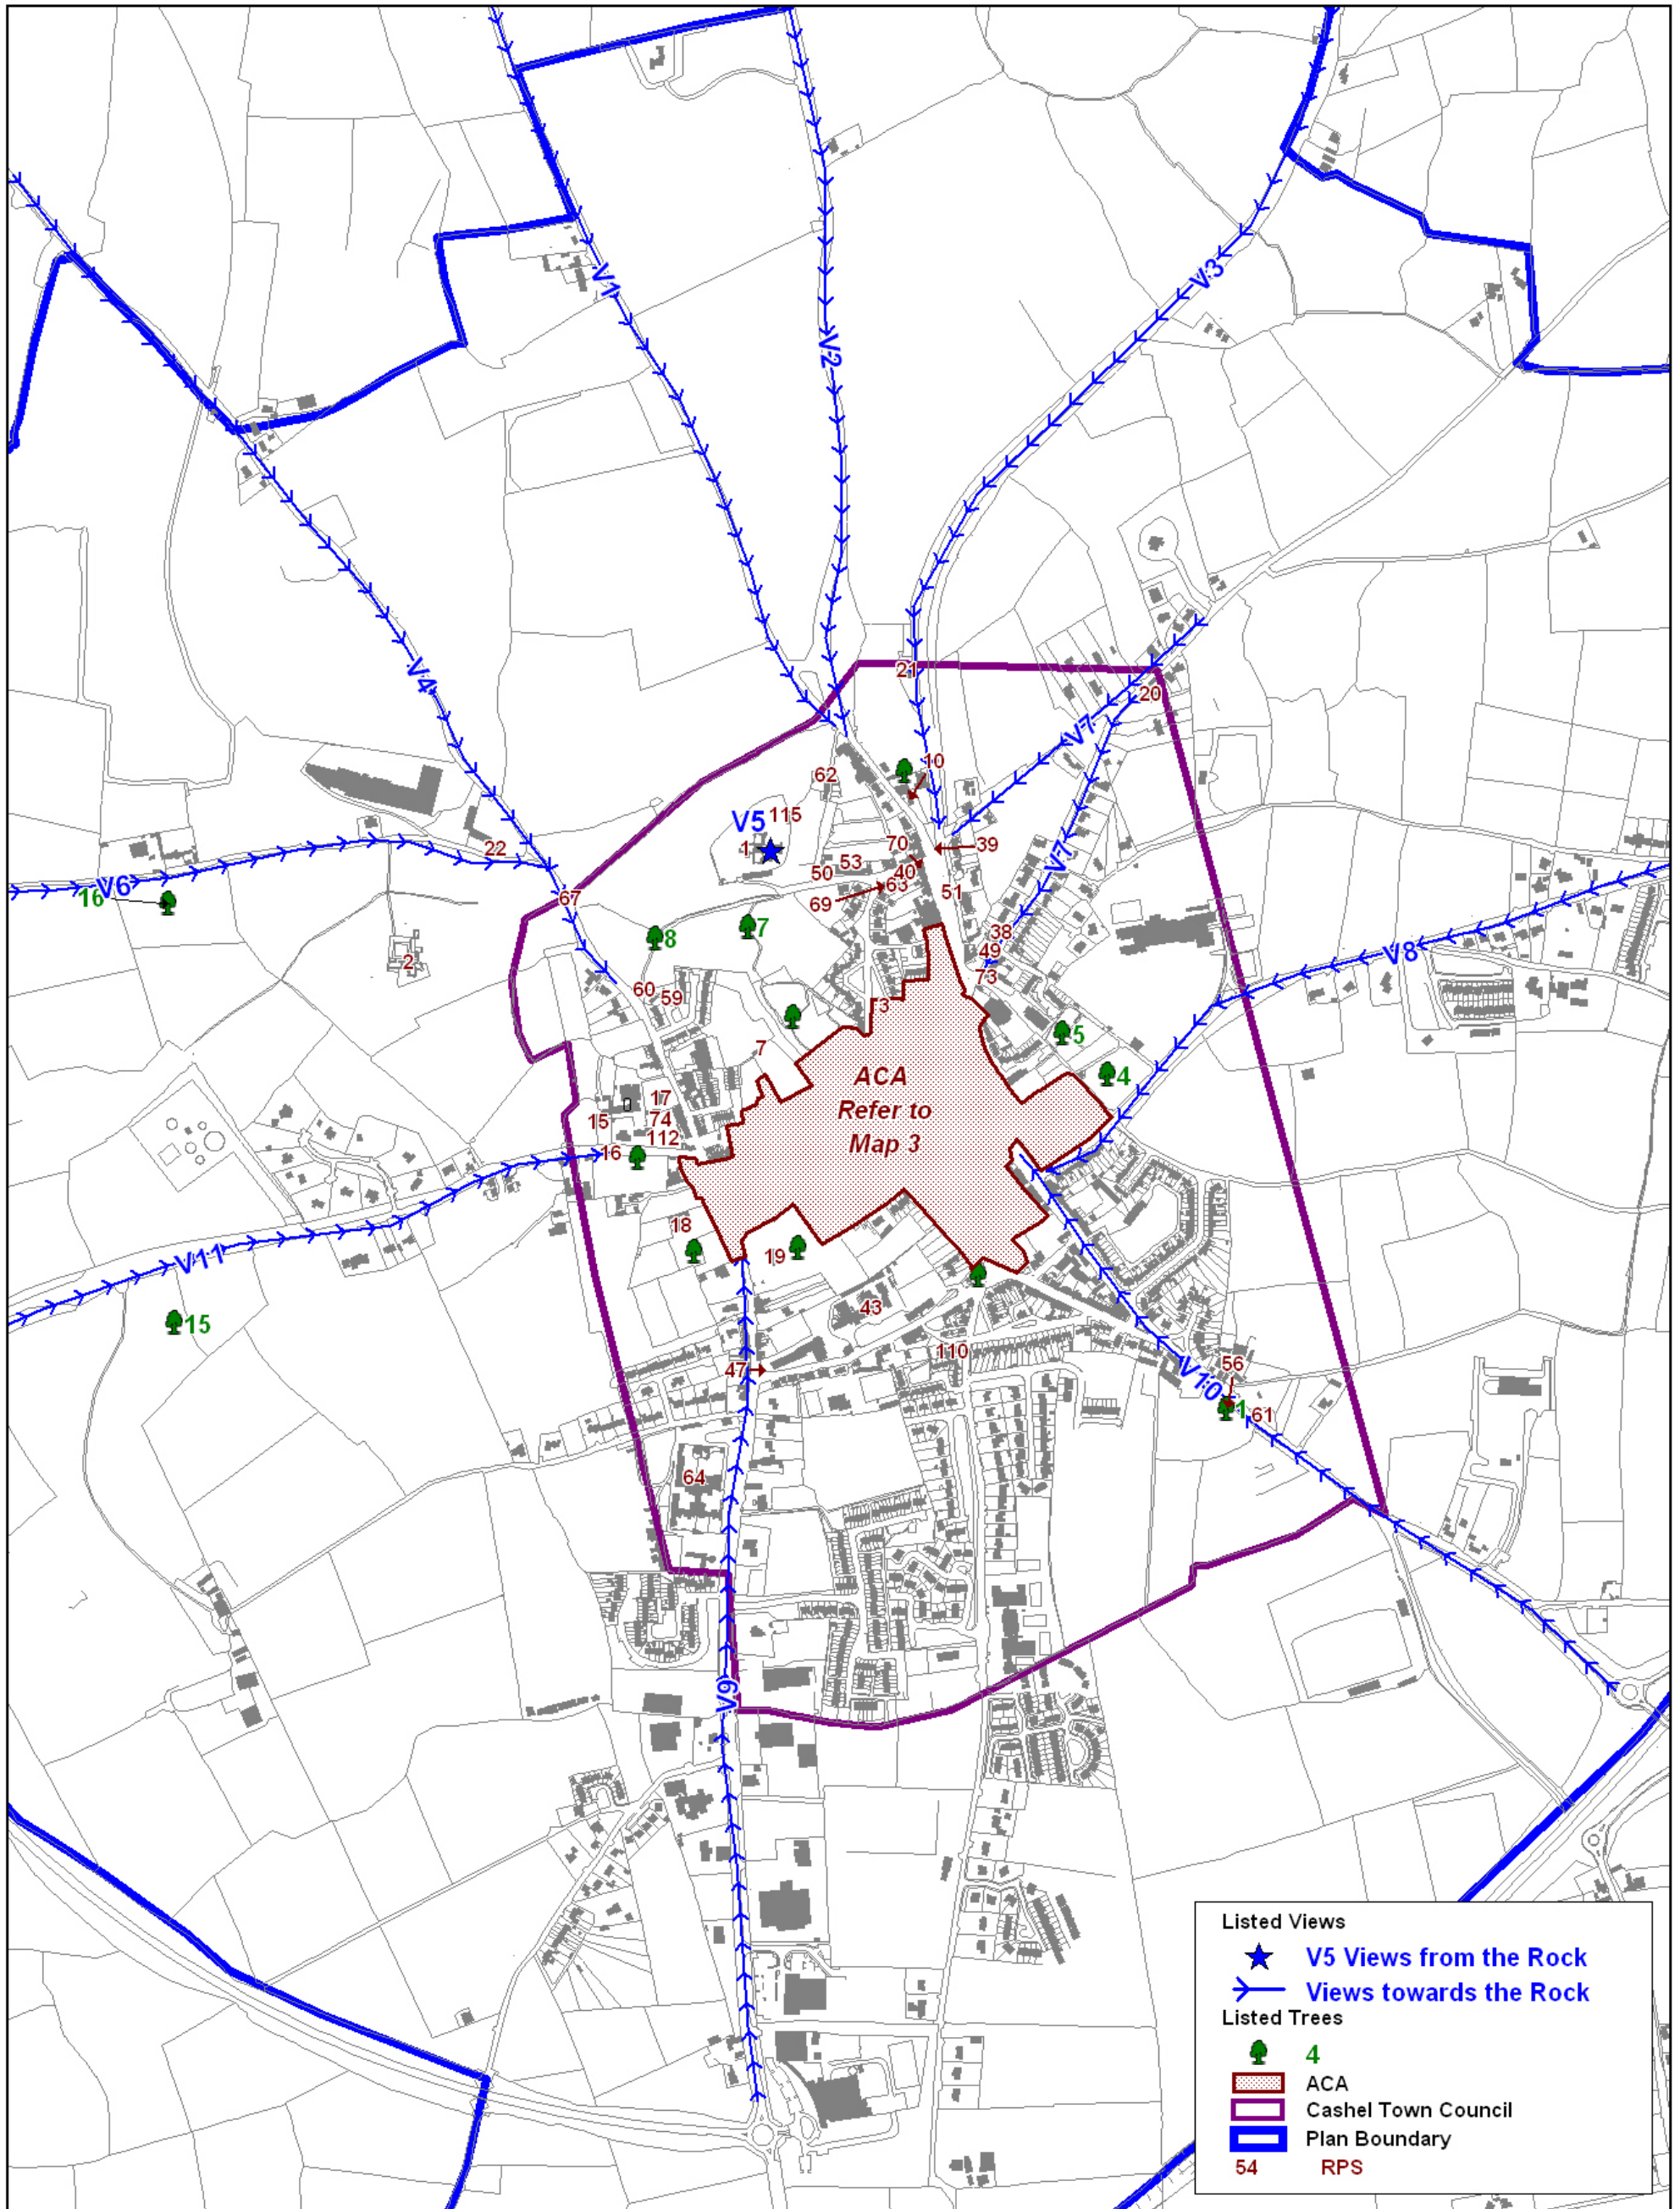 V1
V2
V3
V4
21
20
V7
10
62
V5
115
1
22
70
39
53
50
40
V7
63
69
51
V6
16
67
8
7
38
49
73
V8
2
60
59
3
5
7
4
ACA
Refer to
Map 3
17
15
74
112
16
18
19
V11
15
43
110
47
56
V10
1
61
64
V9
Listed Views
V5 Views from the Rock
Views towards the Rock
Listed Trees
4
ACA
Cashel Town Council
Plan Boundary
54 RPS